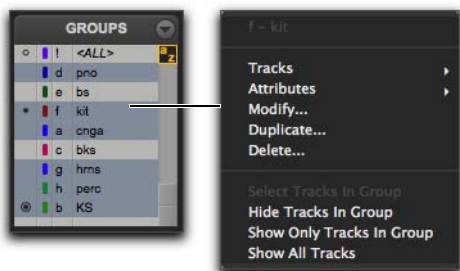 GROUPS
a z
! <ALL>
d pno
e bs
f kit
a cnga
c bks
g hrns
h perc
b KS
f – kit
Tracks
Attributes
Modify...
Duplicate...
Delete...
Select Tracks In Group
Hide Tracks In Group
Show Only Tracks In Group
Show All Tracks